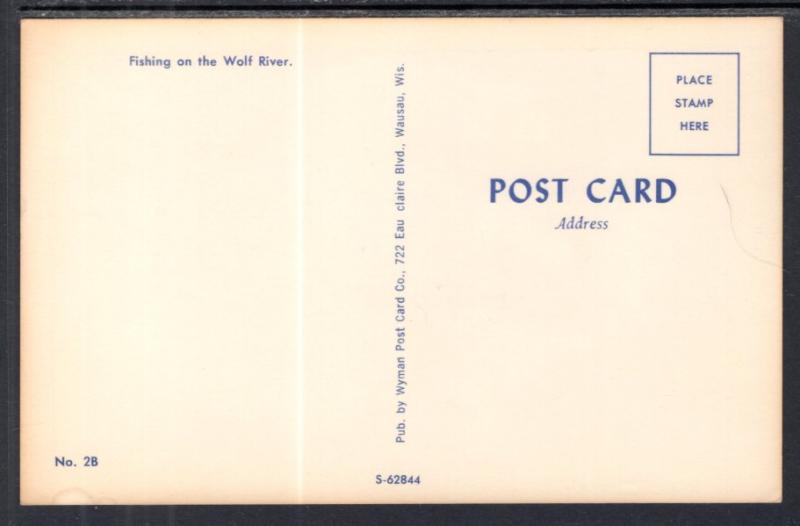 Fishing on the Wolf River.
No. 2B
Pub. by Wyman Post Card Co., 722 Eau claire Blvd., Wausau, Wis.
S-62844
PLACE
STAMP
HERE
POST CARD
Address